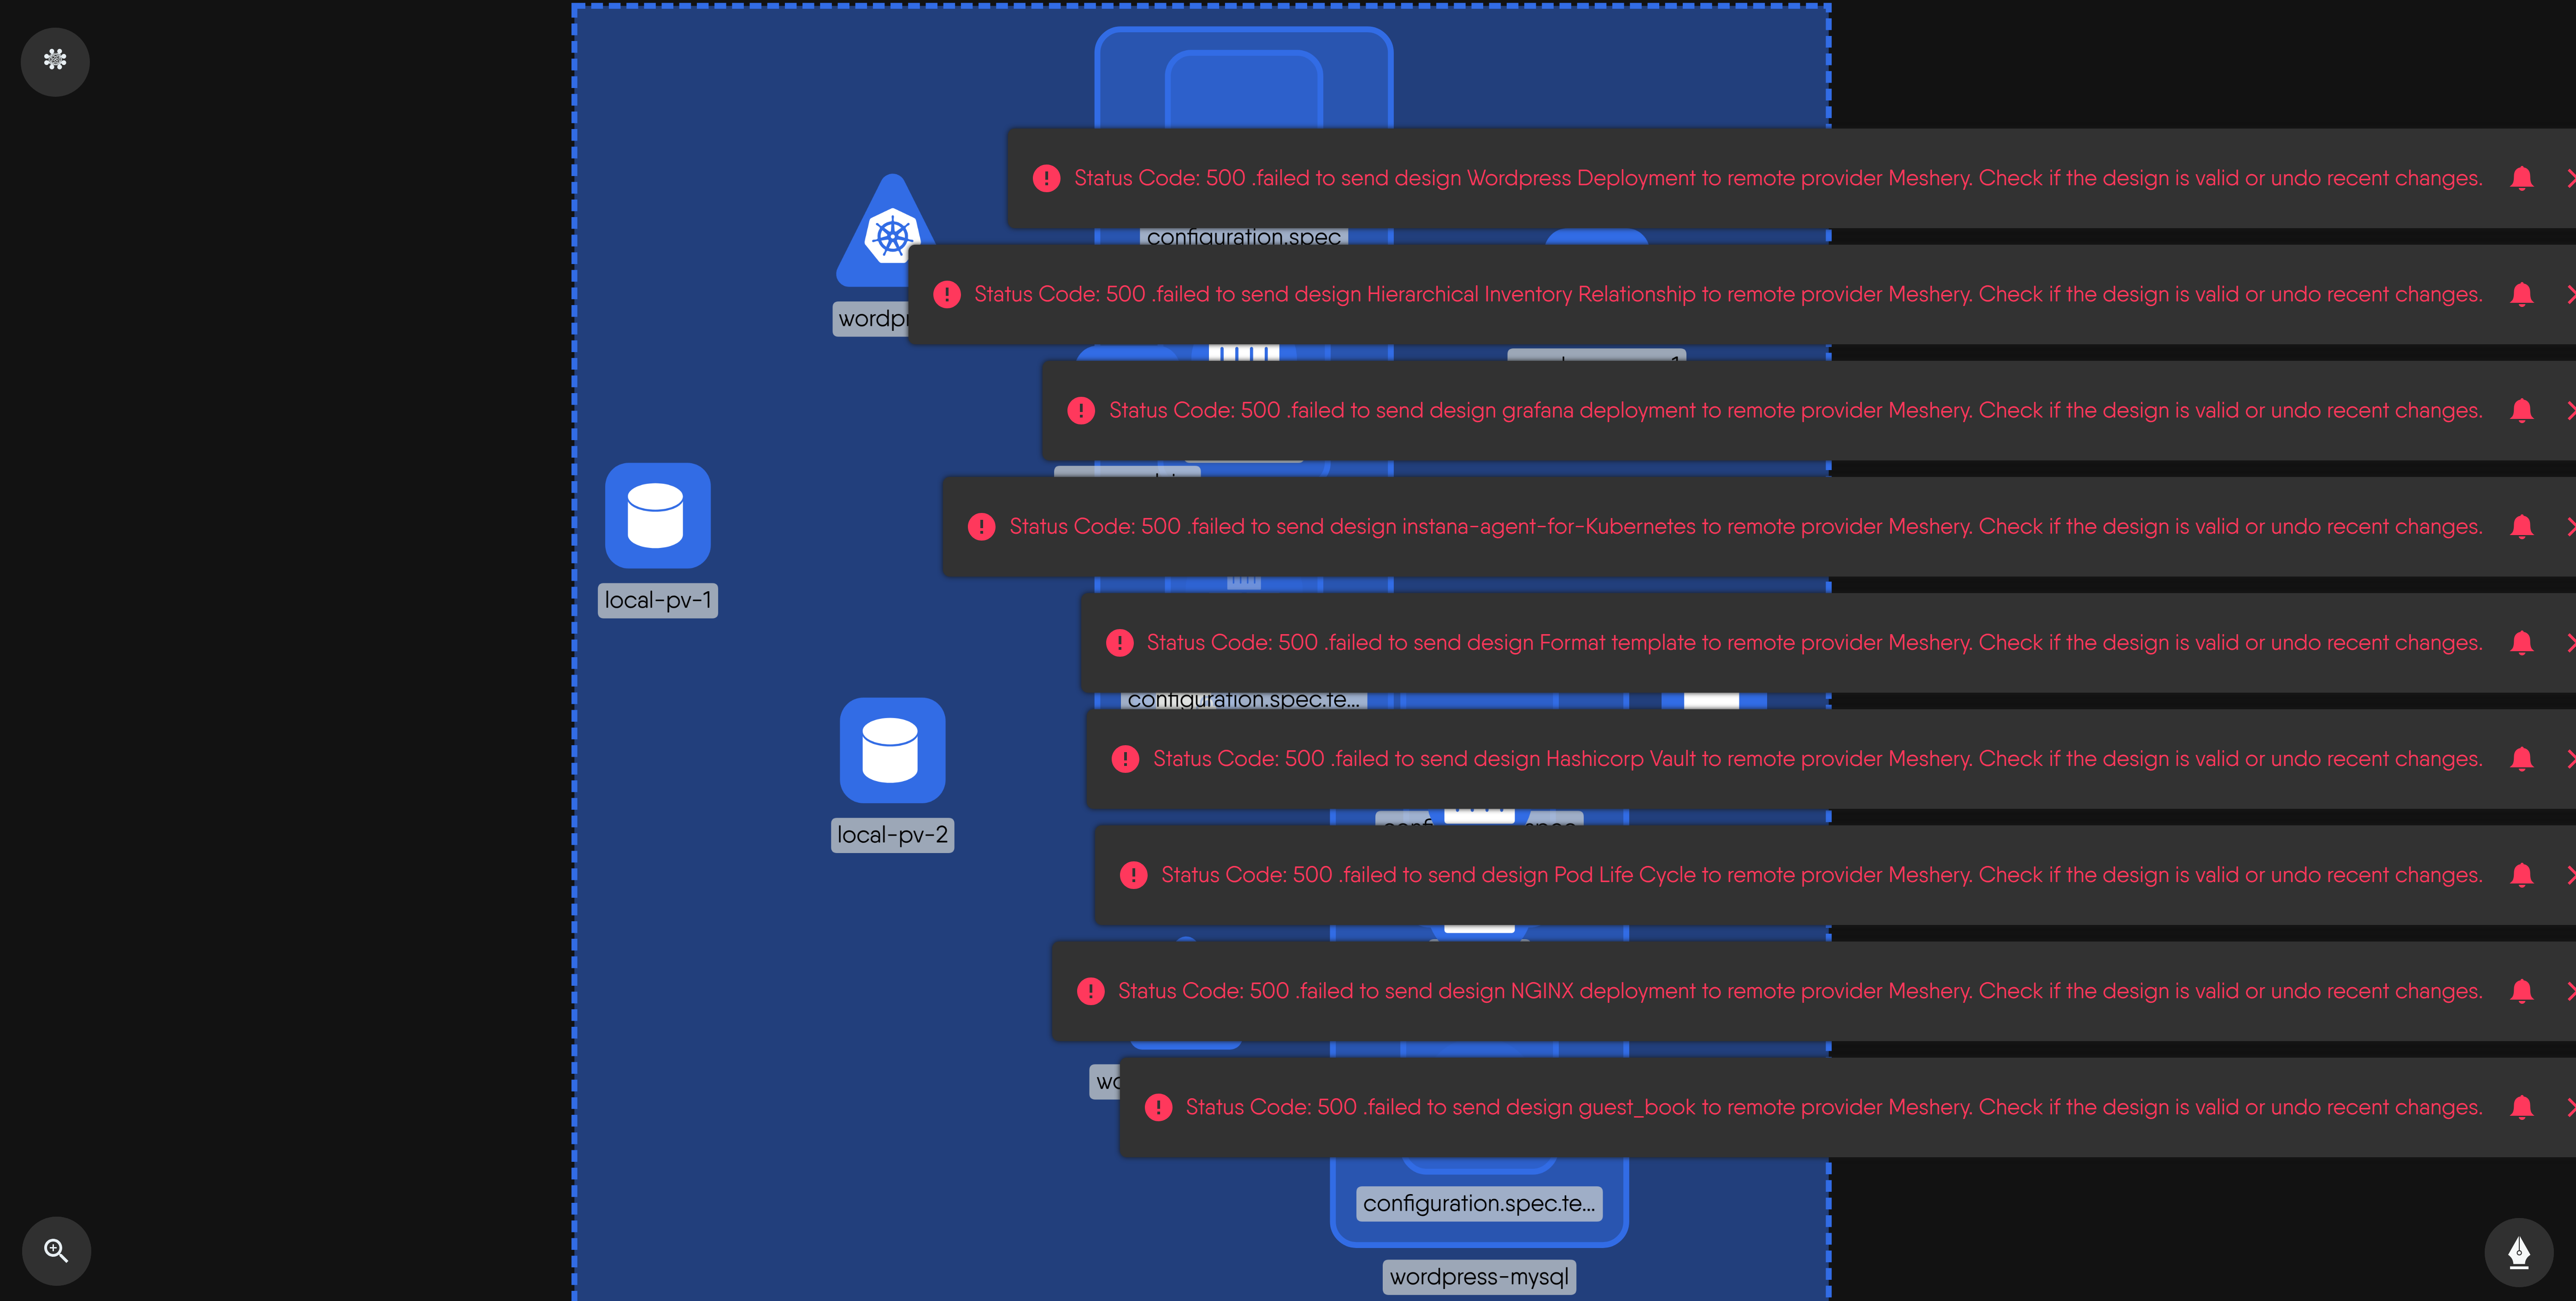 Status Code: 500 .failed to send design Wordpress Deployment to remote provider Meshery. Check if the design is valid or undo recent changes.
configuration.spec
Status Code: 500 .failed to send design Hierarchical Inventory Relationship to remote provider Meshery. Check if the design is valid or undo recent changes.
Status Code: 500 .failed to send design grafana deployment to remote provider Meshery. Check if the design is valid or undo recent changes.
Status Code: 500 .failed to send design instana-agent-for-Kubernetes to remote provider Meshery. Check if the design is valid or undo recent changes.
local-pv-1
Status Code: 500 .failed to send design Format template to remote provider Meshery. Check if the design is valid or undo recent changes.
configuration.spec.te...
Status Code: 500 .failed to send design Hashicorp Vault to remote provider Meshery. Check if the design is valid or undo recent changes.
local-pv-2
Status Code: 500 .failed to send design Pod Life Cycle to remote provider Meshery. Check if the design is valid or undo recent changes.
Status Code: 500 .failed to send design NGINX deployment to remote provider Meshery. Check if the design is valid or undo recent changes.
Status Code: 500 .failed to send design guest_book to remote provider Meshery. Check if the design is valid or undo recent changes.
configuration.spec.te...
wordpress-mysql